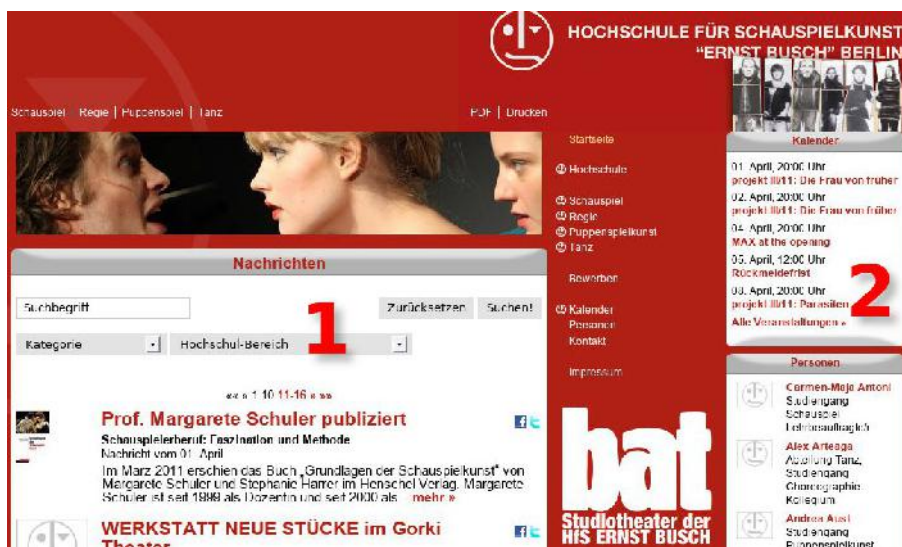 HOCHSCHULE FÜR SCHAUSPIELKUNST
"ERNST BUSCH" BERLIN
Schauspiel Regie | Puppenspiel | Tanz
PDF | Drucken
Nachrichten
Suchbegriff
Zurücksetzen Suchen!
Kategorie Hochschul-Bereich
1
«« « 1-10 11-16 » »»
Prof. Margarete Schuler publiziert
Schauspielerberuf: Faszination und Methode
Nachricht vom 01. April
Im März 2011 erschien das Buch „Grundlagen der Schauspielkunst" von
Margarete Schuler und Stephanie Harrer im Henschel Verlag. Margarete
Schuler ist seit 1999 als Dozentin und seit 2000 als mehr »
WERKSTATT NEUE STÜCKE im Gorki
Theater
Startseite
Hochschule
Schauspiel
Regie
Puppenspielkunst
Tanz
Bewerben
Kalender
Personen
Kontakt
Impressum
bat
Studiotheater der
HfS ERNST BUSCH
Kalender
01. April, 20:00 Uhr
projekt III/11: Die Frau von früher
02. April, 20:00 Uhr
projekt III/11: Die Frau von früher
04. April, 20:00 Uhr
MAX at the opening
05. April, 12:00 Uhr
Rückmeldefrist
08. April, 20:00 Uhr
projekt III/11: Parasiten
Alle Veranstaltungen »
2
Personen
Carmen-Maja Antoni
Studiengang
Schauspiel
Lehrbeauftragte/r
Alex Arteaga
Abteilung Tanz,
Studiengang
Choreographie
Kollegium
Andrea Aust
Studiengang
Puppenspielkunst